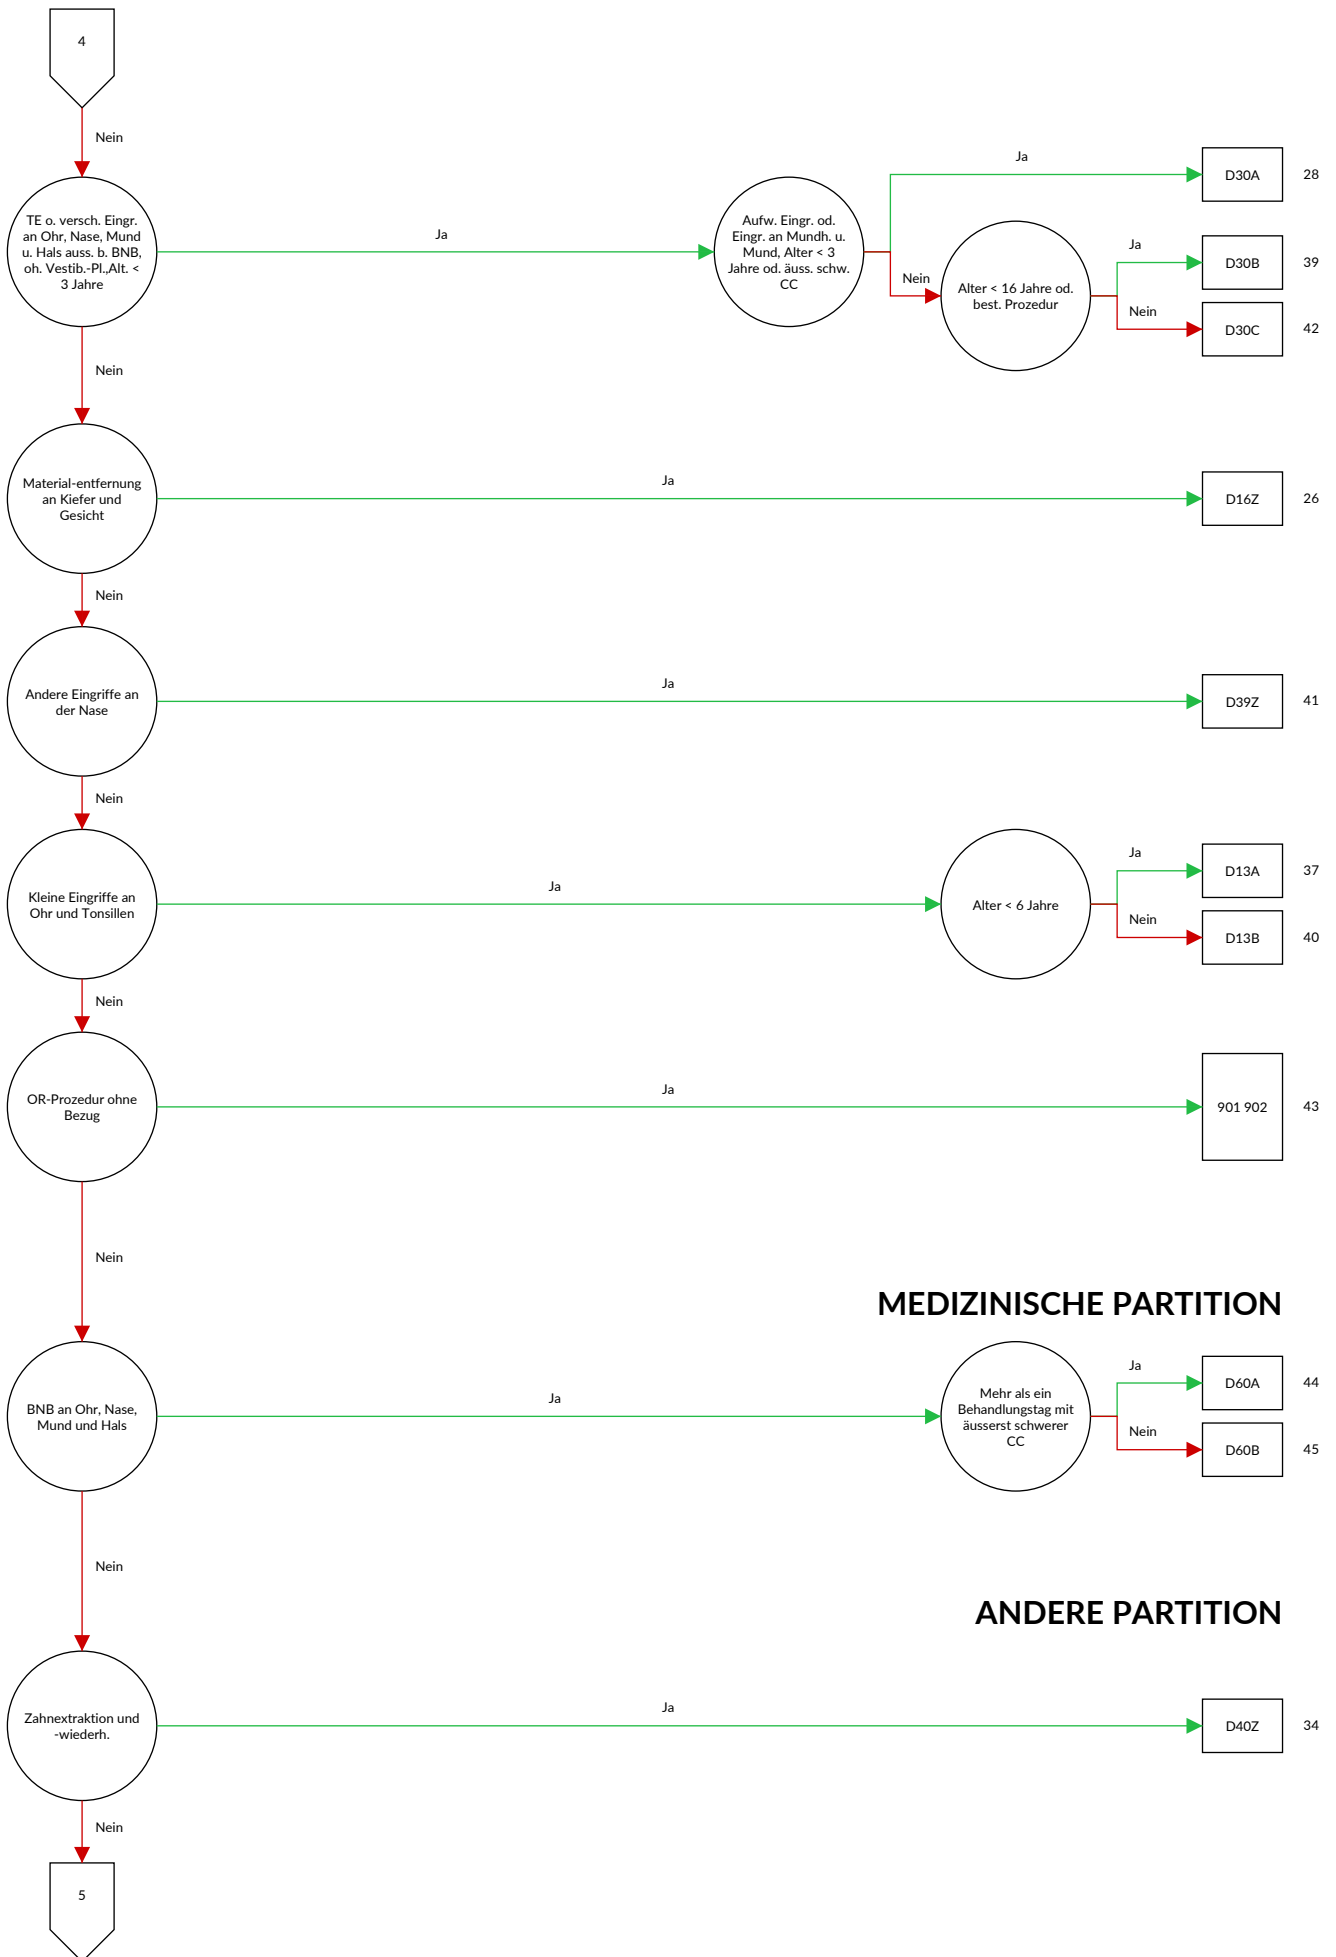 4
Nein
TE o. versch. Eingr.
an Ohr, Nase, Mund
u. Hals auss. b. BNB,
oh. Vestib.-Pl.,Alt. <
3 Jahre
Ja
Aufw. Eingr. od.
Eingr. an Mundh. u.
Mund, Alter < 3
Jahre od. äuss. schw.
CC
Ja
D30A
28
Nein
Alter < 16 Jahre od.
best. Prozedur
Ja
D30B
39
Nein
D30C
42
Nein
Material-entfernung
an Kiefer und
Gesicht
Ja
D16Z
26
Nein
Andere Eingriffe an
der Nase
Ja
D39Z
41
Nein
Kleine Eingriffe an
Ohr und Tonsillen
Ja
Alter < 6 Jahre
Ja
D13A
37
Nein
D13B
40
Nein
OR-Prozedur ohne
Bezug
Ja
901 902
43
Nein
MEDIZINISCHE PARTITION
BNB an Ohr, Nase,
Mund und Hals
Ja
Mehr als ein
Behandlungstag mit
äusserst schwerer
CC
Ja
D60A
44
Nein
D60B
45
Nein
ANDERE PARTITION
Zahnextraktion und
-wiederh.
Ja
D40Z
34
Nein
5